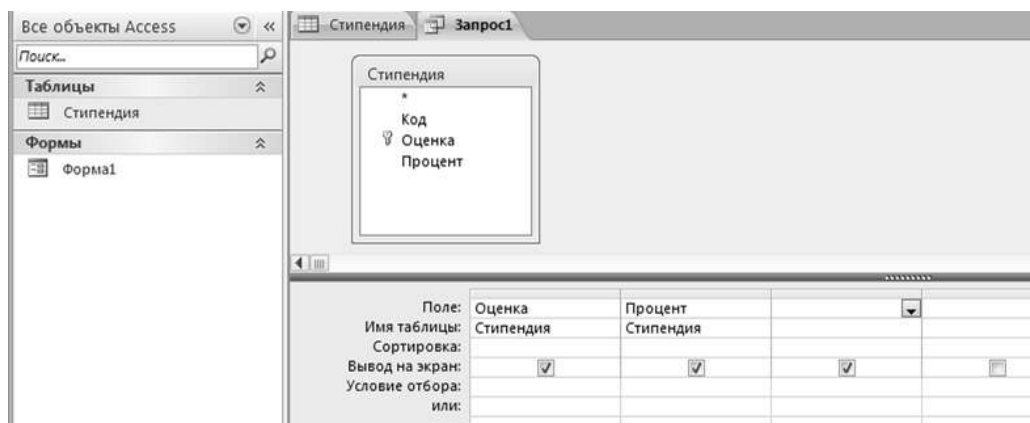 Все объекты Access
Поиск...
Таблицы
Стипендия
Формы
Форма1
Стипендия
Запрос1
Стипендия
*
Код
Оценка
Процент
Поле: Оценка Процент
Имя таблицы: Стипендия Стипендия
Сортировка:
Вывод на экран:
Условие отбора:
или: